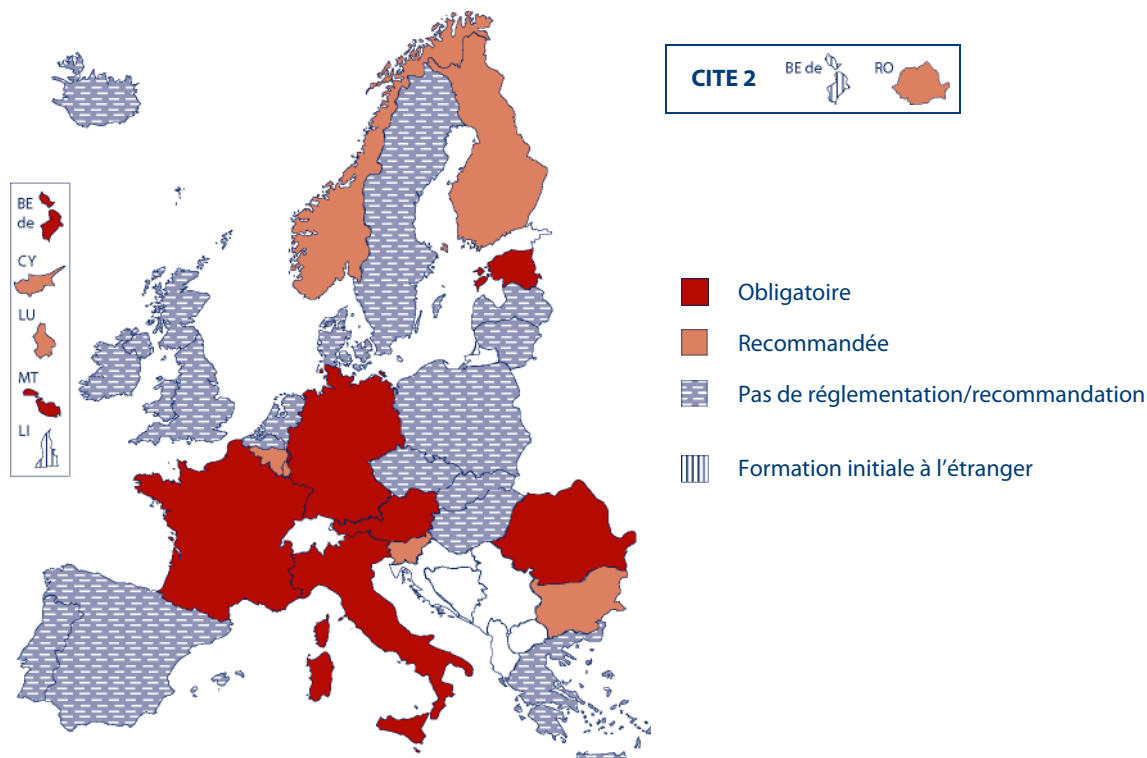 CITE 2
BE de
RO
BE
de
CY
LU
MT
LI
Obligatoire
Recommandée
Pas de réglementation/recommandation
Formation initiale à l’étranger